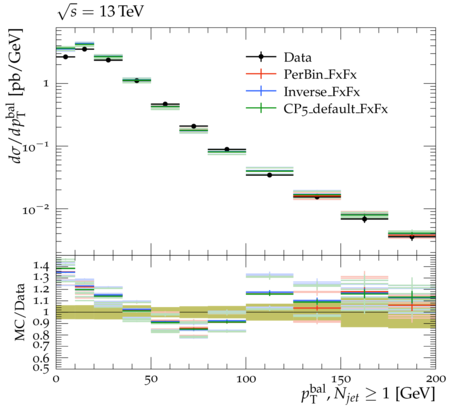 √s = 13 TeV
dσ/dp_T^bal [pb/GeV]
1
10⁻¹
10⁻²
Data
PerBin_FxFx
Inverse_FxFx
CP5_default_FxFx
MC/Data
1.4
1.3
1.2
1.1
1.0
0.9
0.8
0.7
0.6
0.5
0 50 100 150 200
p_T^bal, N_jet ≥ 1 [GeV]